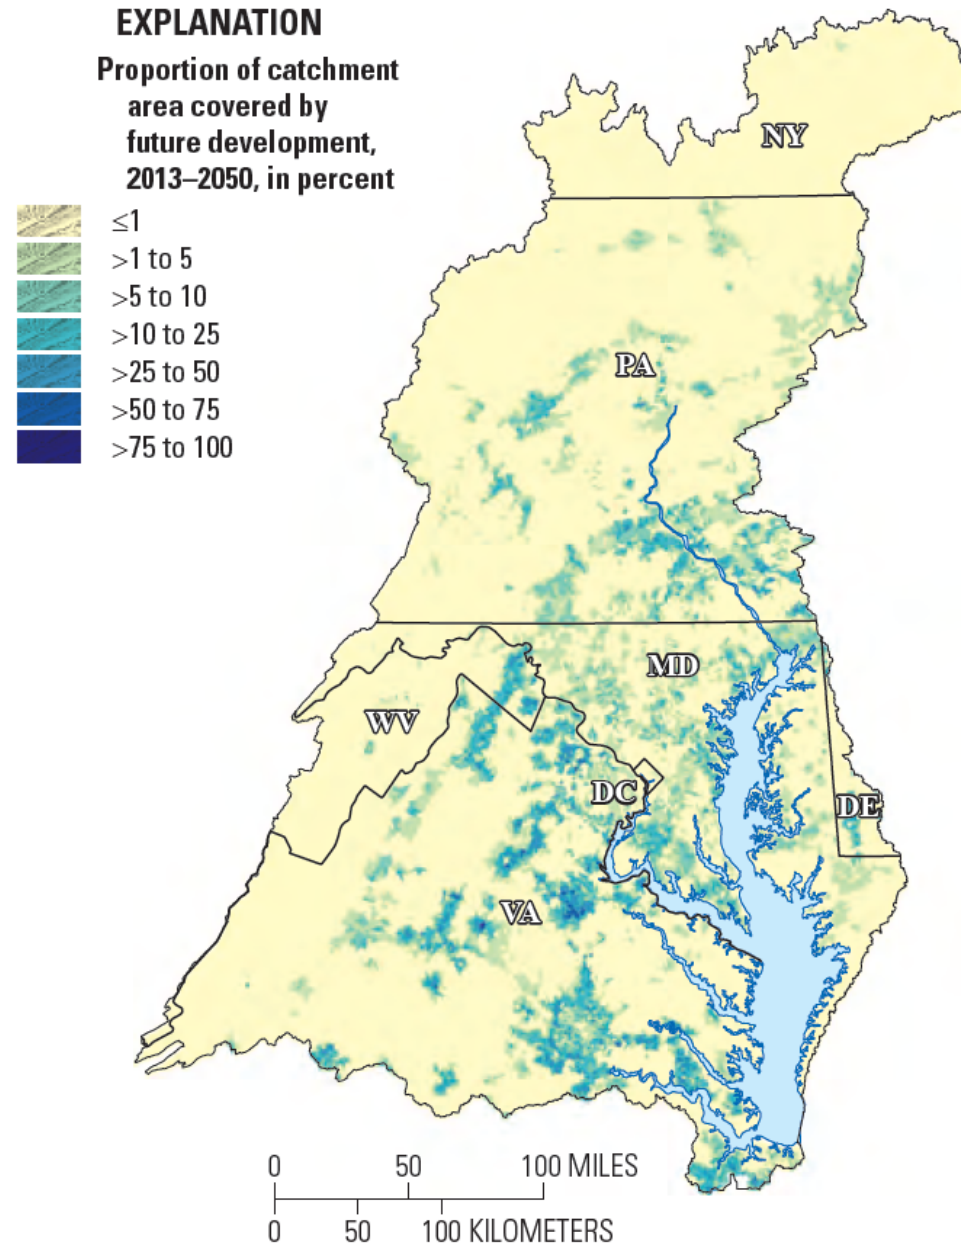 EXPLANATION
Proportion of catchment
area covered by
future development,
2013–2050, in percent
≤1
>1 to 5
>5 to 10
>10 to 25
>25 to 50
>50 to 75
>75 to 100
NY
PA
MD
WV
DC
DE
VA
0 50 100 MILES
0 50 100 KILOMETERS